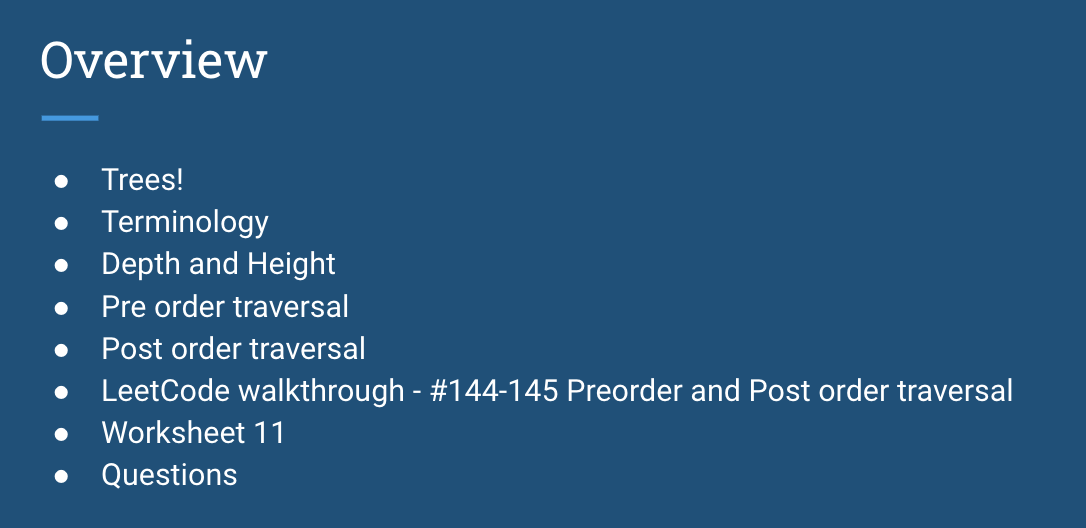 Overview
● Trees!
● Terminology
● Depth and Height
● Pre order traversal
● Post order traversal
● LeetCode walkthrough - #144-145 Preorder and Post order traversal
● Worksheet 11
● Questions